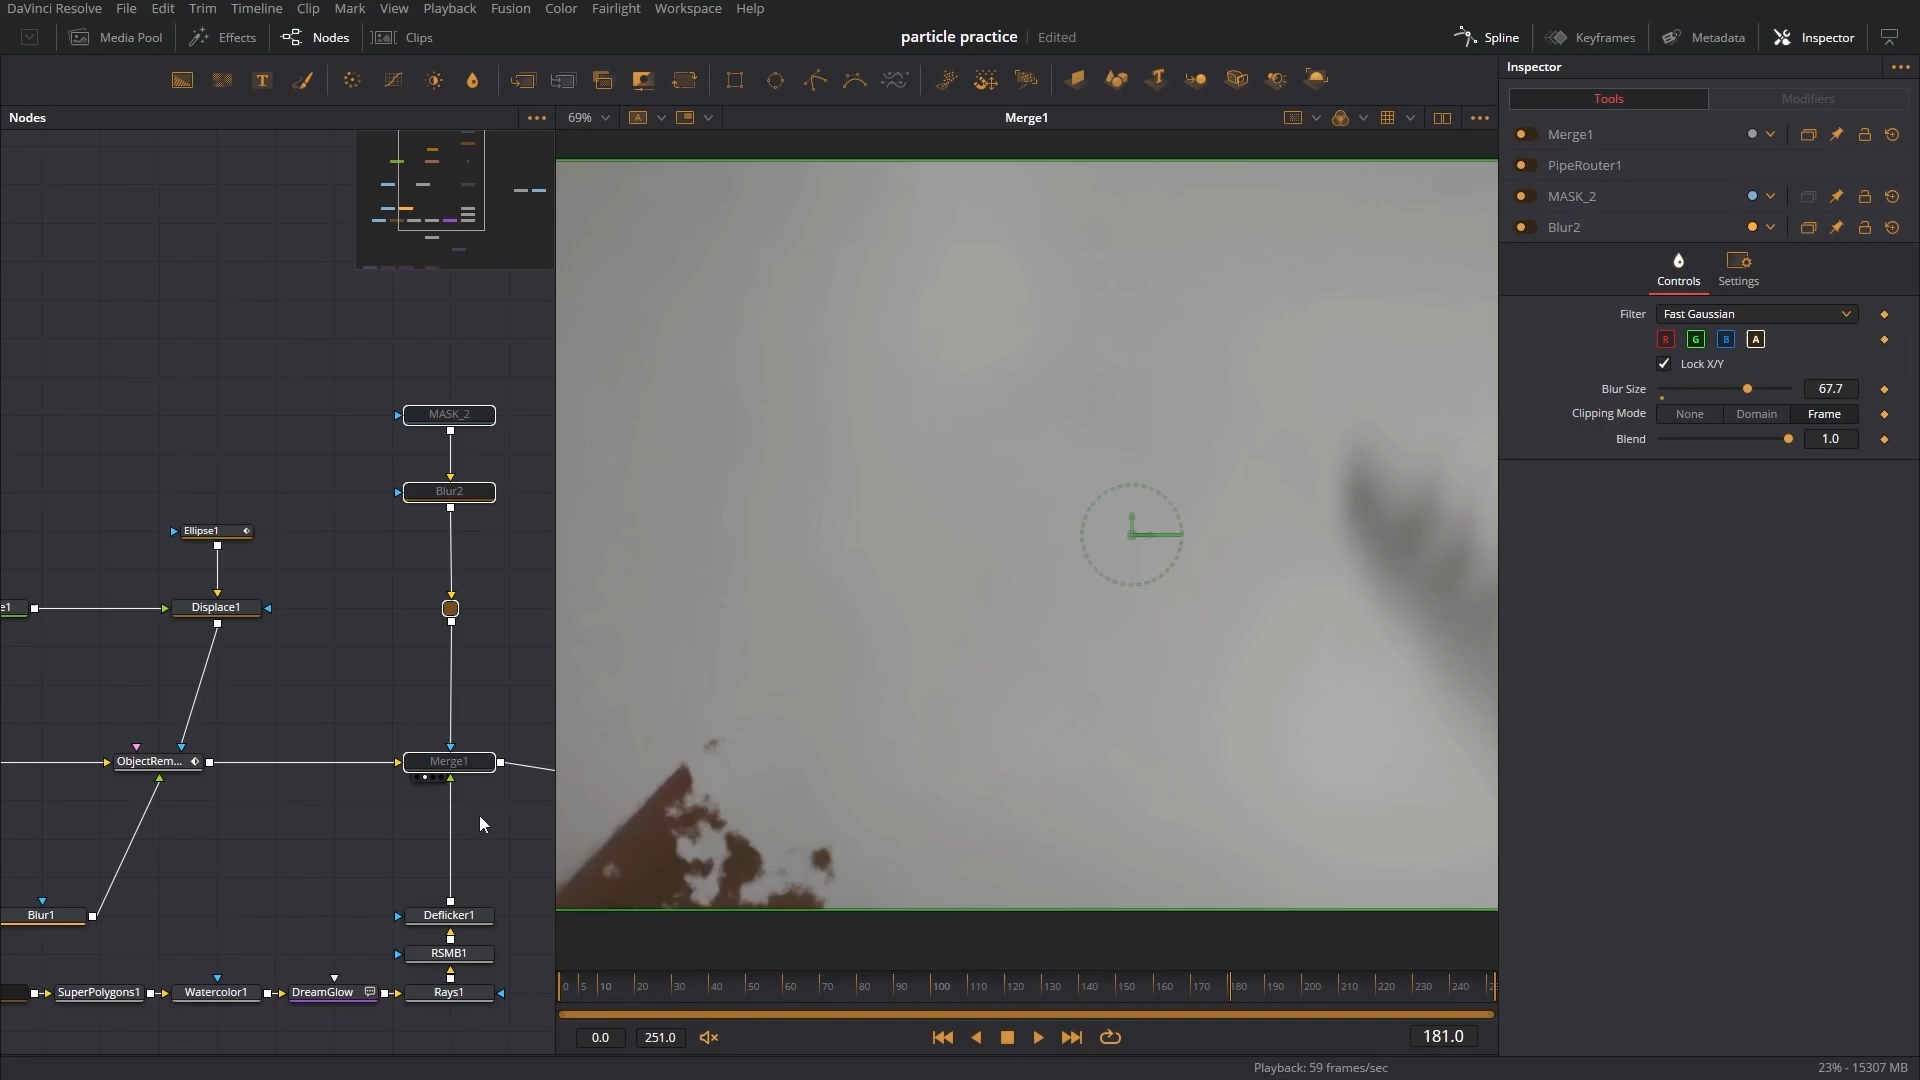 DaVinci Resolve File Edit Trim Timeline Clip Mark View Playback Fusion Color Fairlight Workspace Help
Media Pool Effects Nodes Clips particle practice Edited Spline Keyframes Metadata Inspector
T
Nodes
69% A Merge1
Inspector
Tools Modifiers
Merge1
PipeRouter1
MASK_2
Blur2
Controls Settings
Filter Fast Gaussian
R G B A
Lock X/Y
Blur Size 67.7
Clipping Mode None Domain Frame
Blend 1.0
MASK_2
Blur2
Ellipse1
e1 Displace1
ObjectRem... Merge1
Blur1 Deflicker1
RSMB1
SuperPolygons1 Watercolor1 DreamGlow Rays1
0 5 10 20 30 40 50 60 70 80 90 100 110 120 130 140 150 160 170 180 190 200 210 220 230 240
0.0 251.0 181.0
Playback: 59 frames/sec 23% - 15307 MB